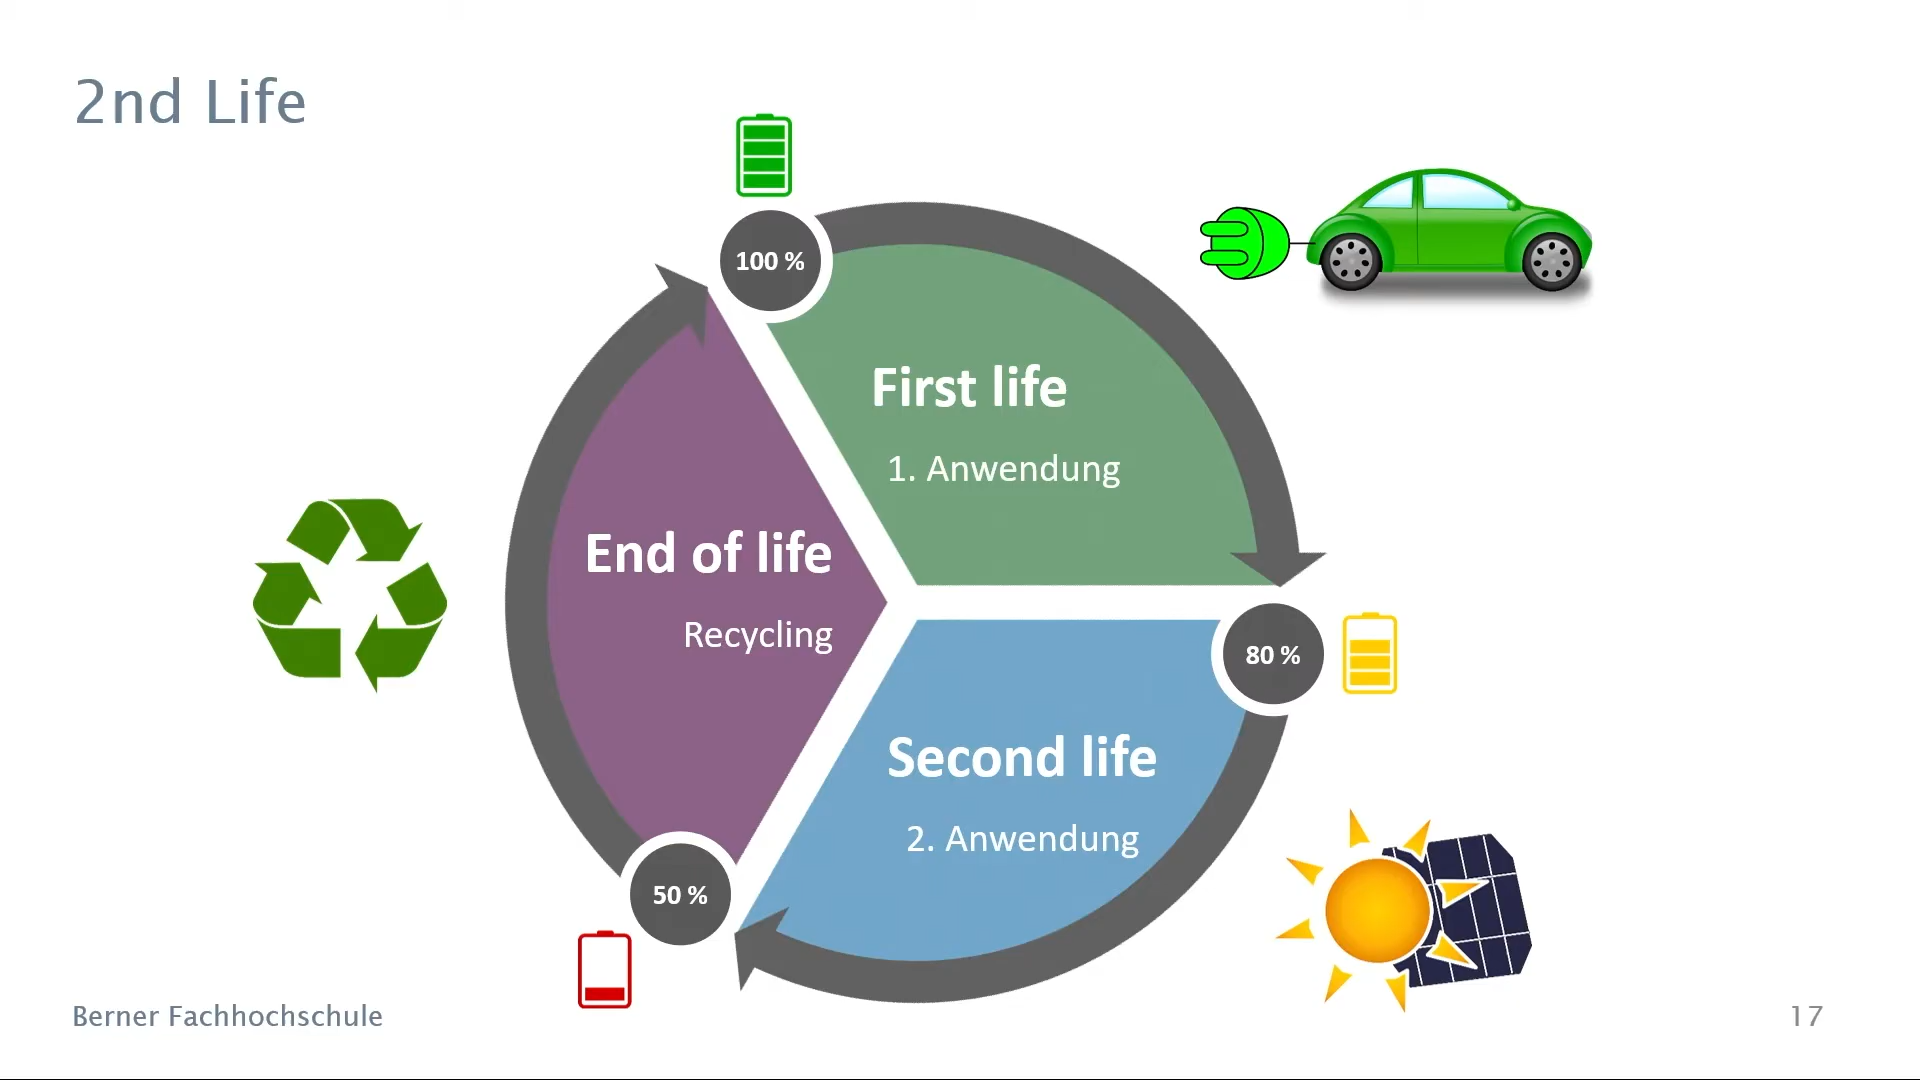 2nd Life
100 %
First life
1. Anwendung
End of life
Recycling
80 %
Second life
2. Anwendung
50 %
Berner Fachhochschule
17